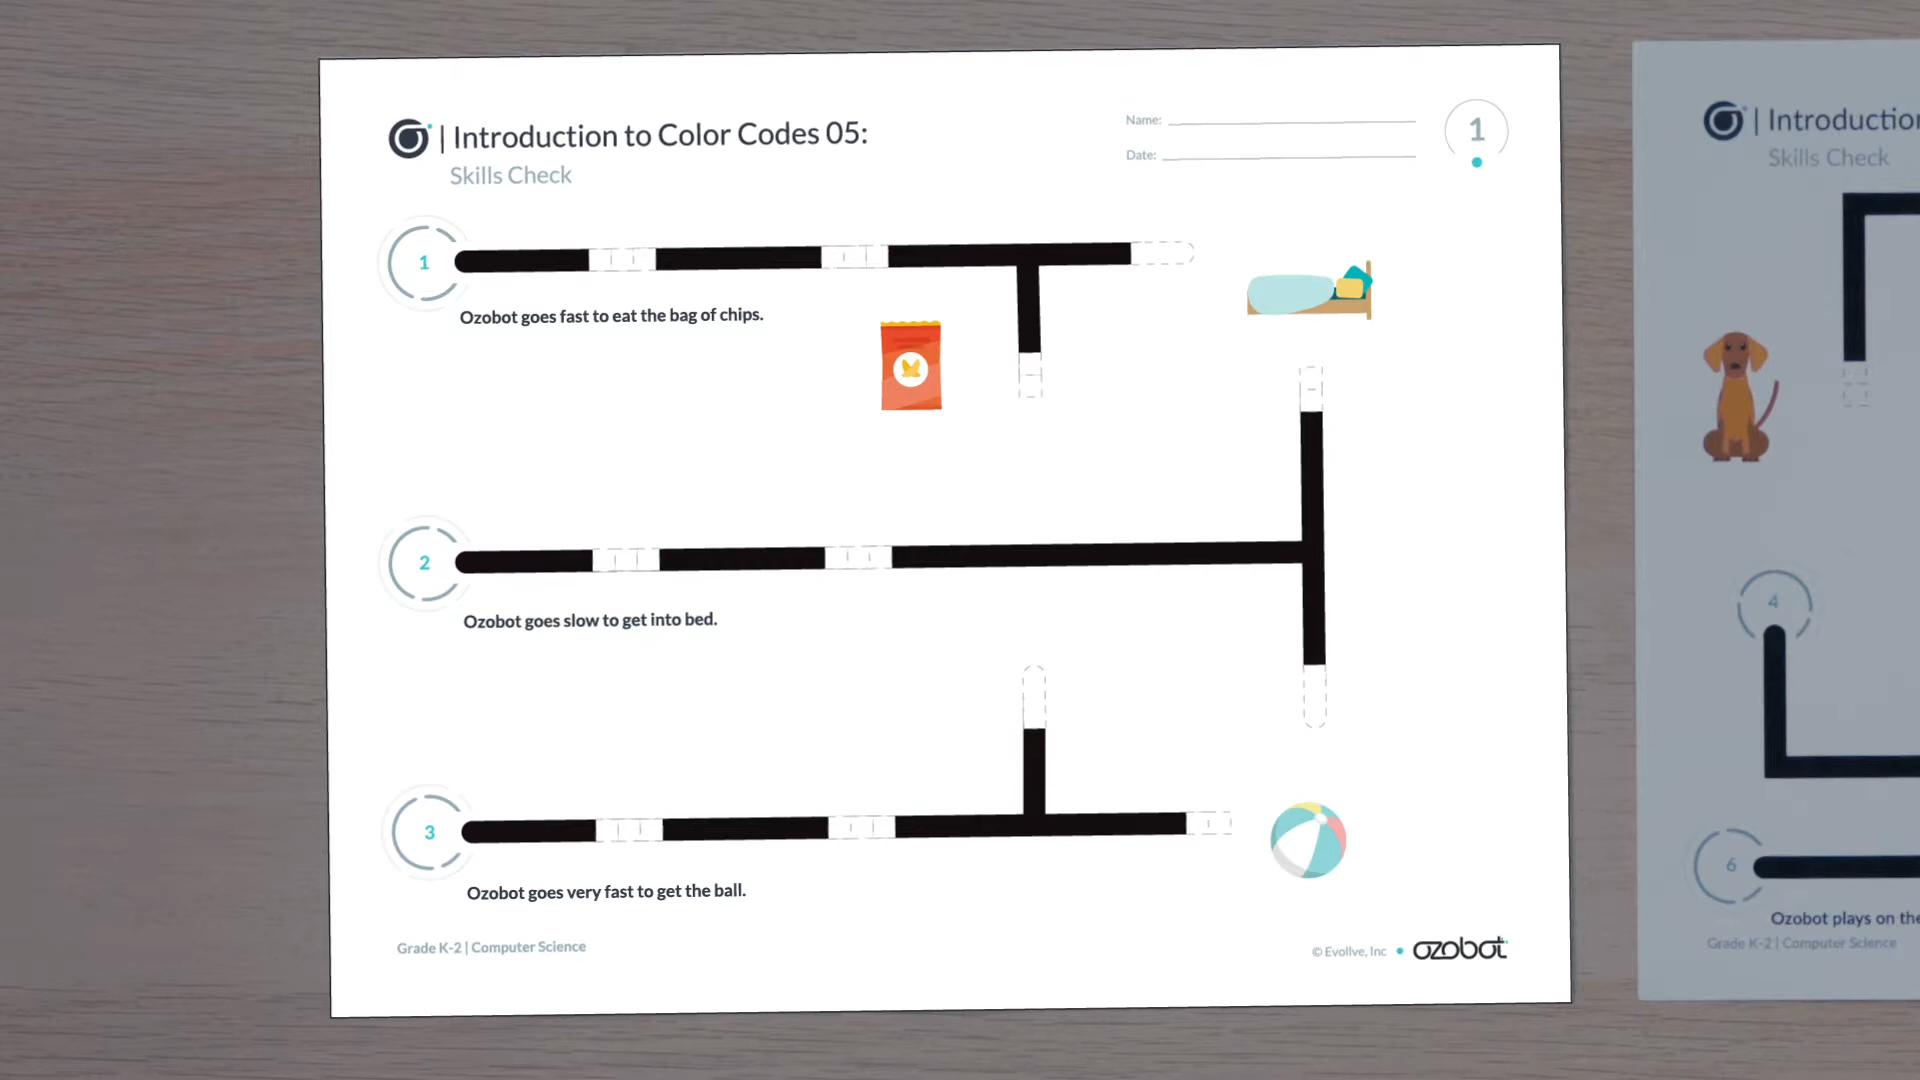 | Introduction to Color Codes 05:
Skills Check
Name:
Date:
1
1
Ozobot goes fast to eat the bag of chips.
2
Ozobot goes slow to get into bed.
3
Ozobot goes very fast to get the ball.
Grade K-2 | Computer Science
© Evollve, Inc • ozobot
| Introduction
Skills Check
4
6
Ozobot plays on the
Grade K-2 | Computer Science